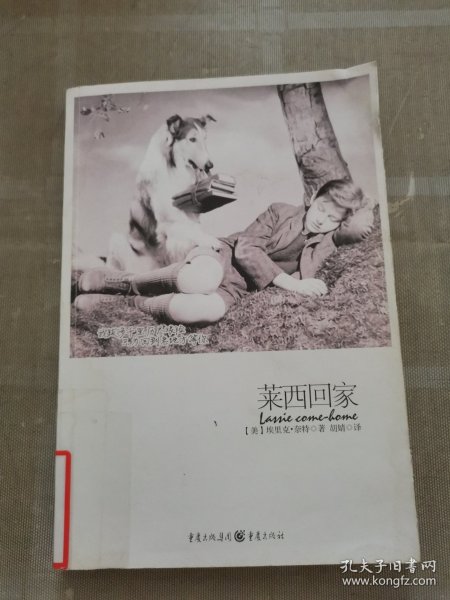 莱西回家
Lassie come-home
【美】埃里克·奈特◎著 胡婧◎译
重庆出版集团 重庆出版社
孔夫子旧书网
www.kongfz.com